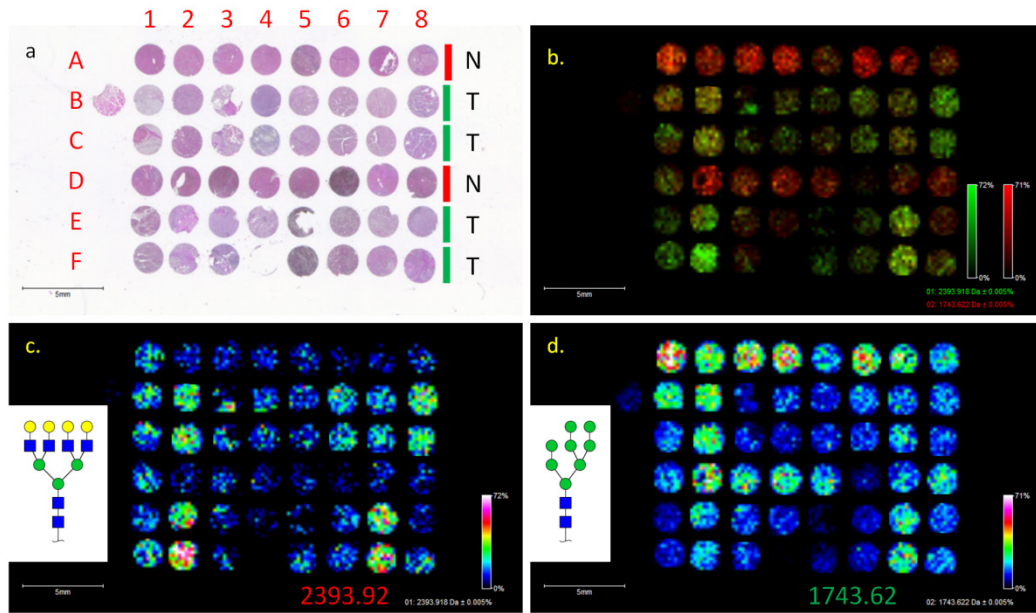 1 2 3 4 5 6 7 8
a
A N
B T
C T
D N
E T
F T
5mm
b.
72% 71%
0% 0%
01: 2393.918 Da ± 0.005%
02: 1743.622 Da ± 0.005%
5mm
c.
72%
0%
5mm
2393.92
01: 2393.918 Da ± 0.005%
d.
71%
0%
5mm
1743.62
02: 1743.622 Da ± 0.005%